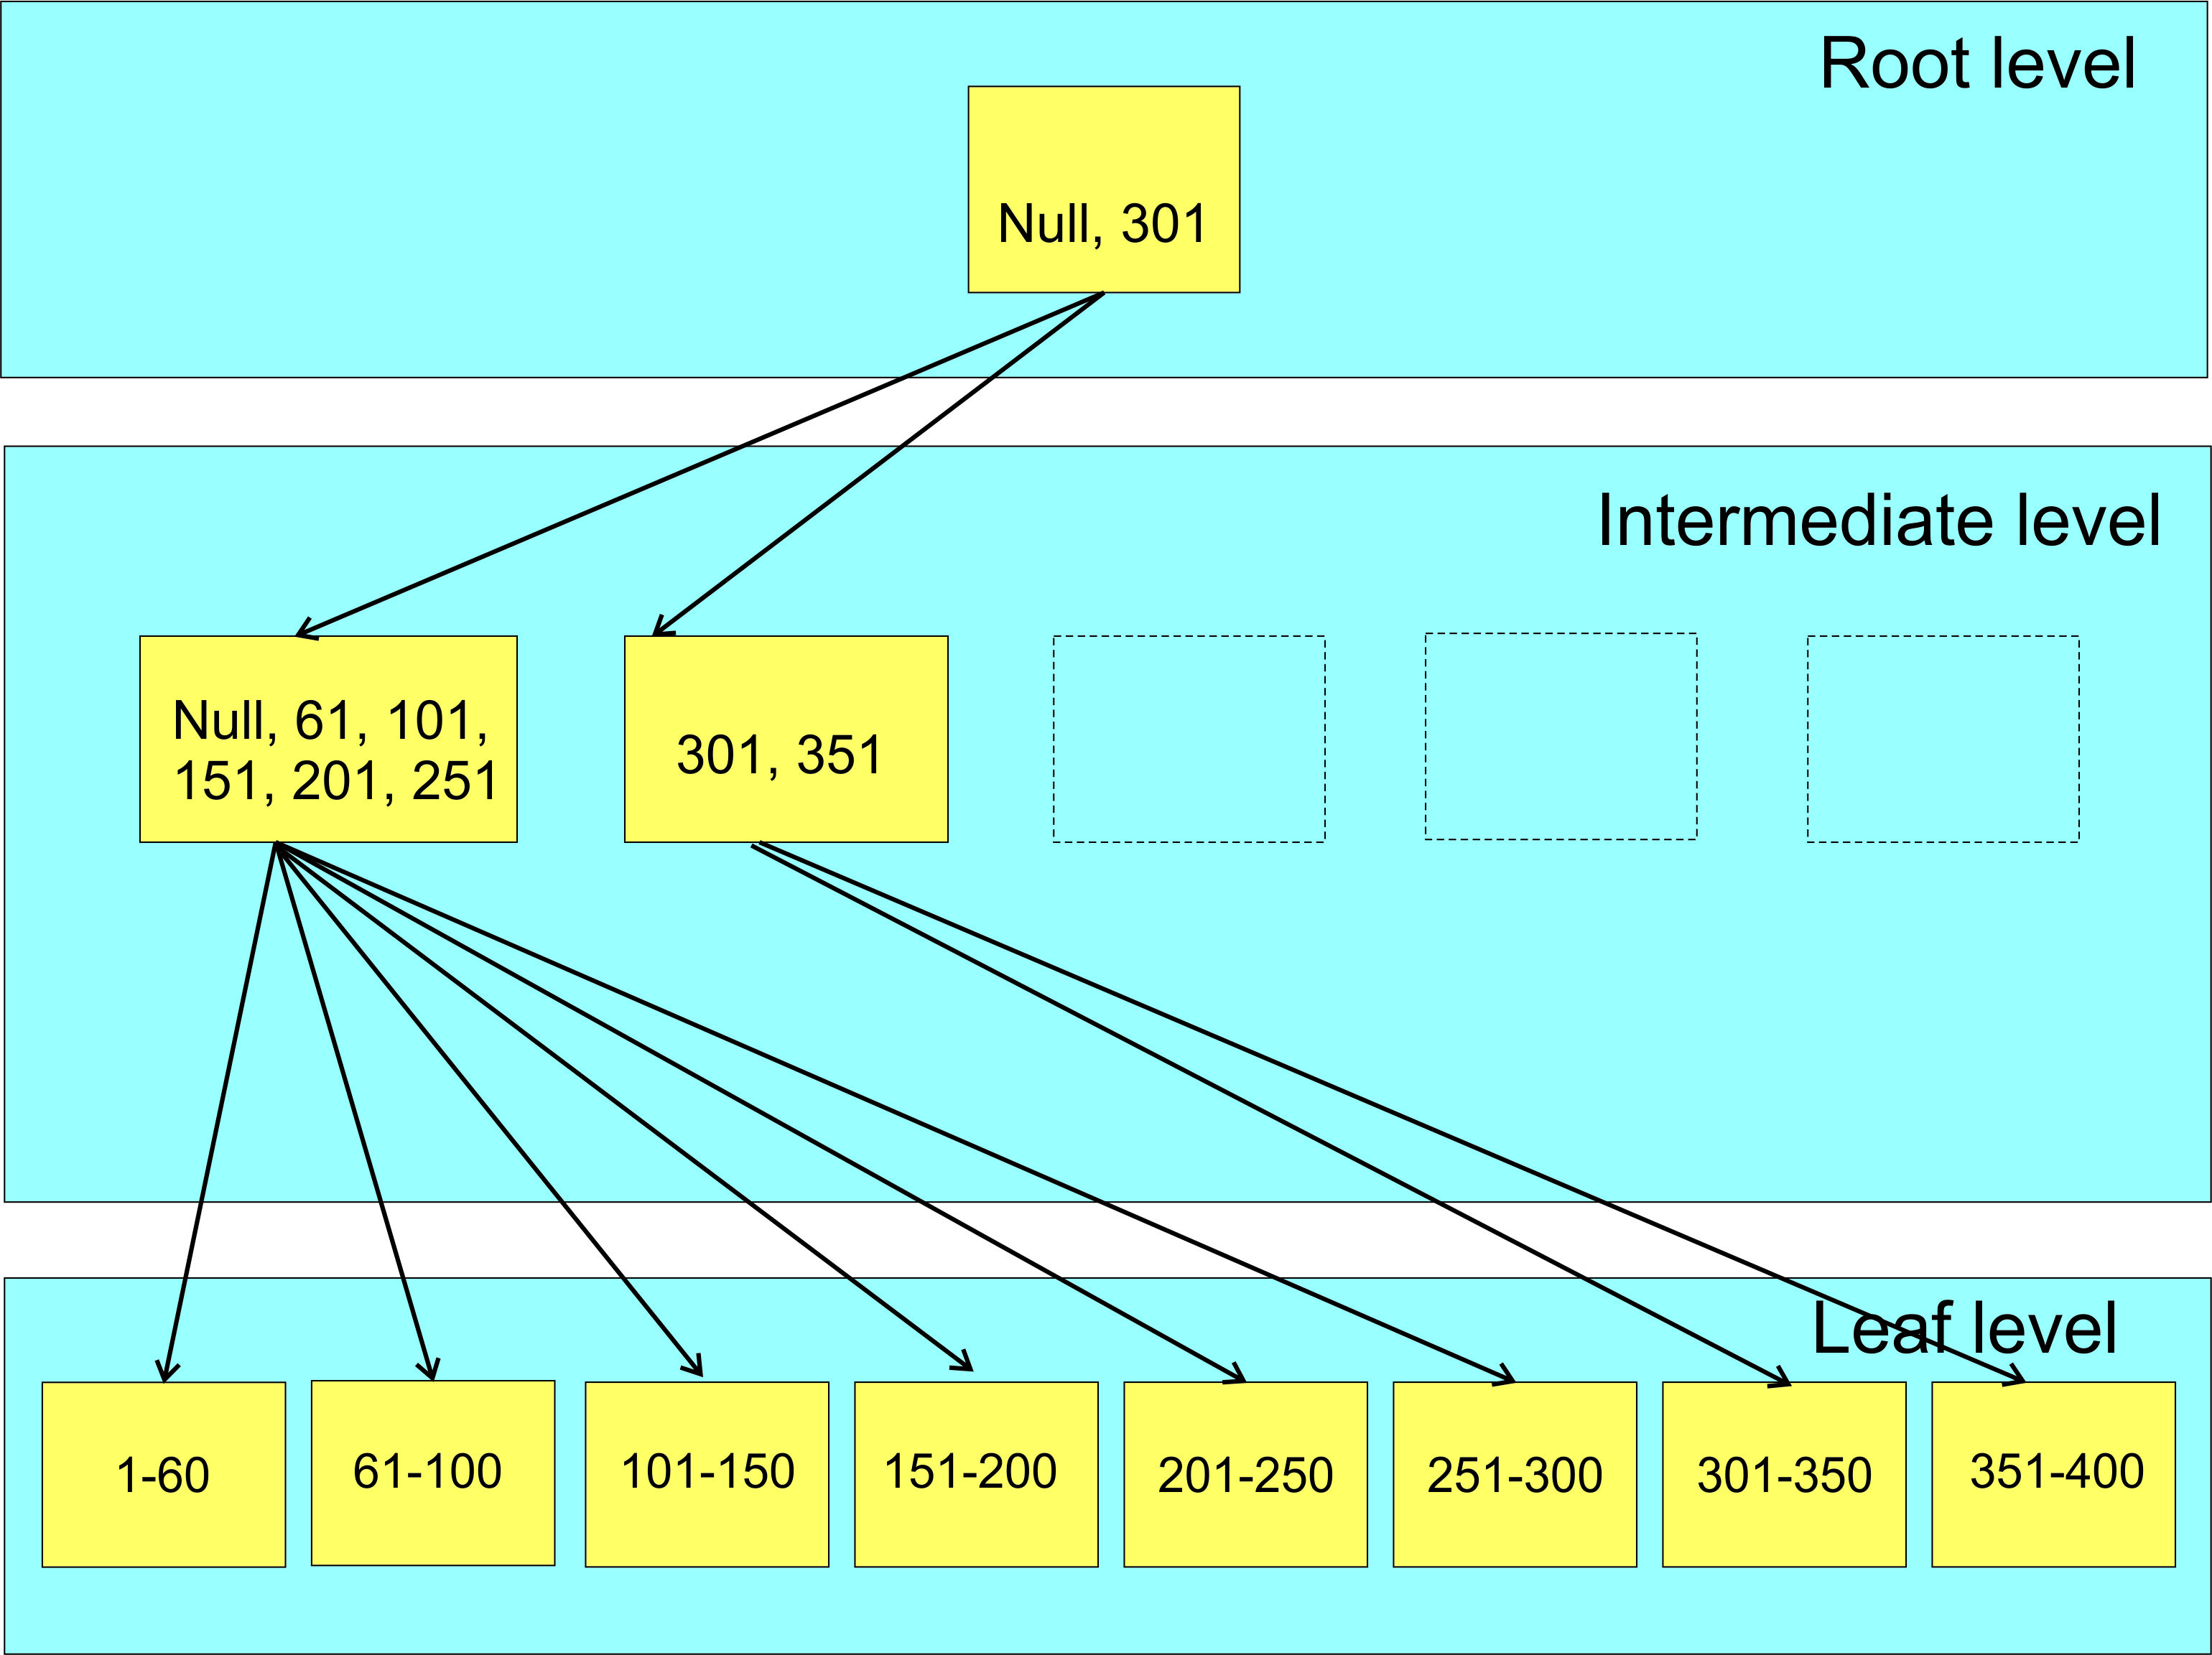 Root level
Null, 301
Intermediate level
Null, 61, 101,
151, 201, 251
301, 351
Leaf level
1-60
61-100
101-150
151-200
201-250
251-300
301-350
351-400